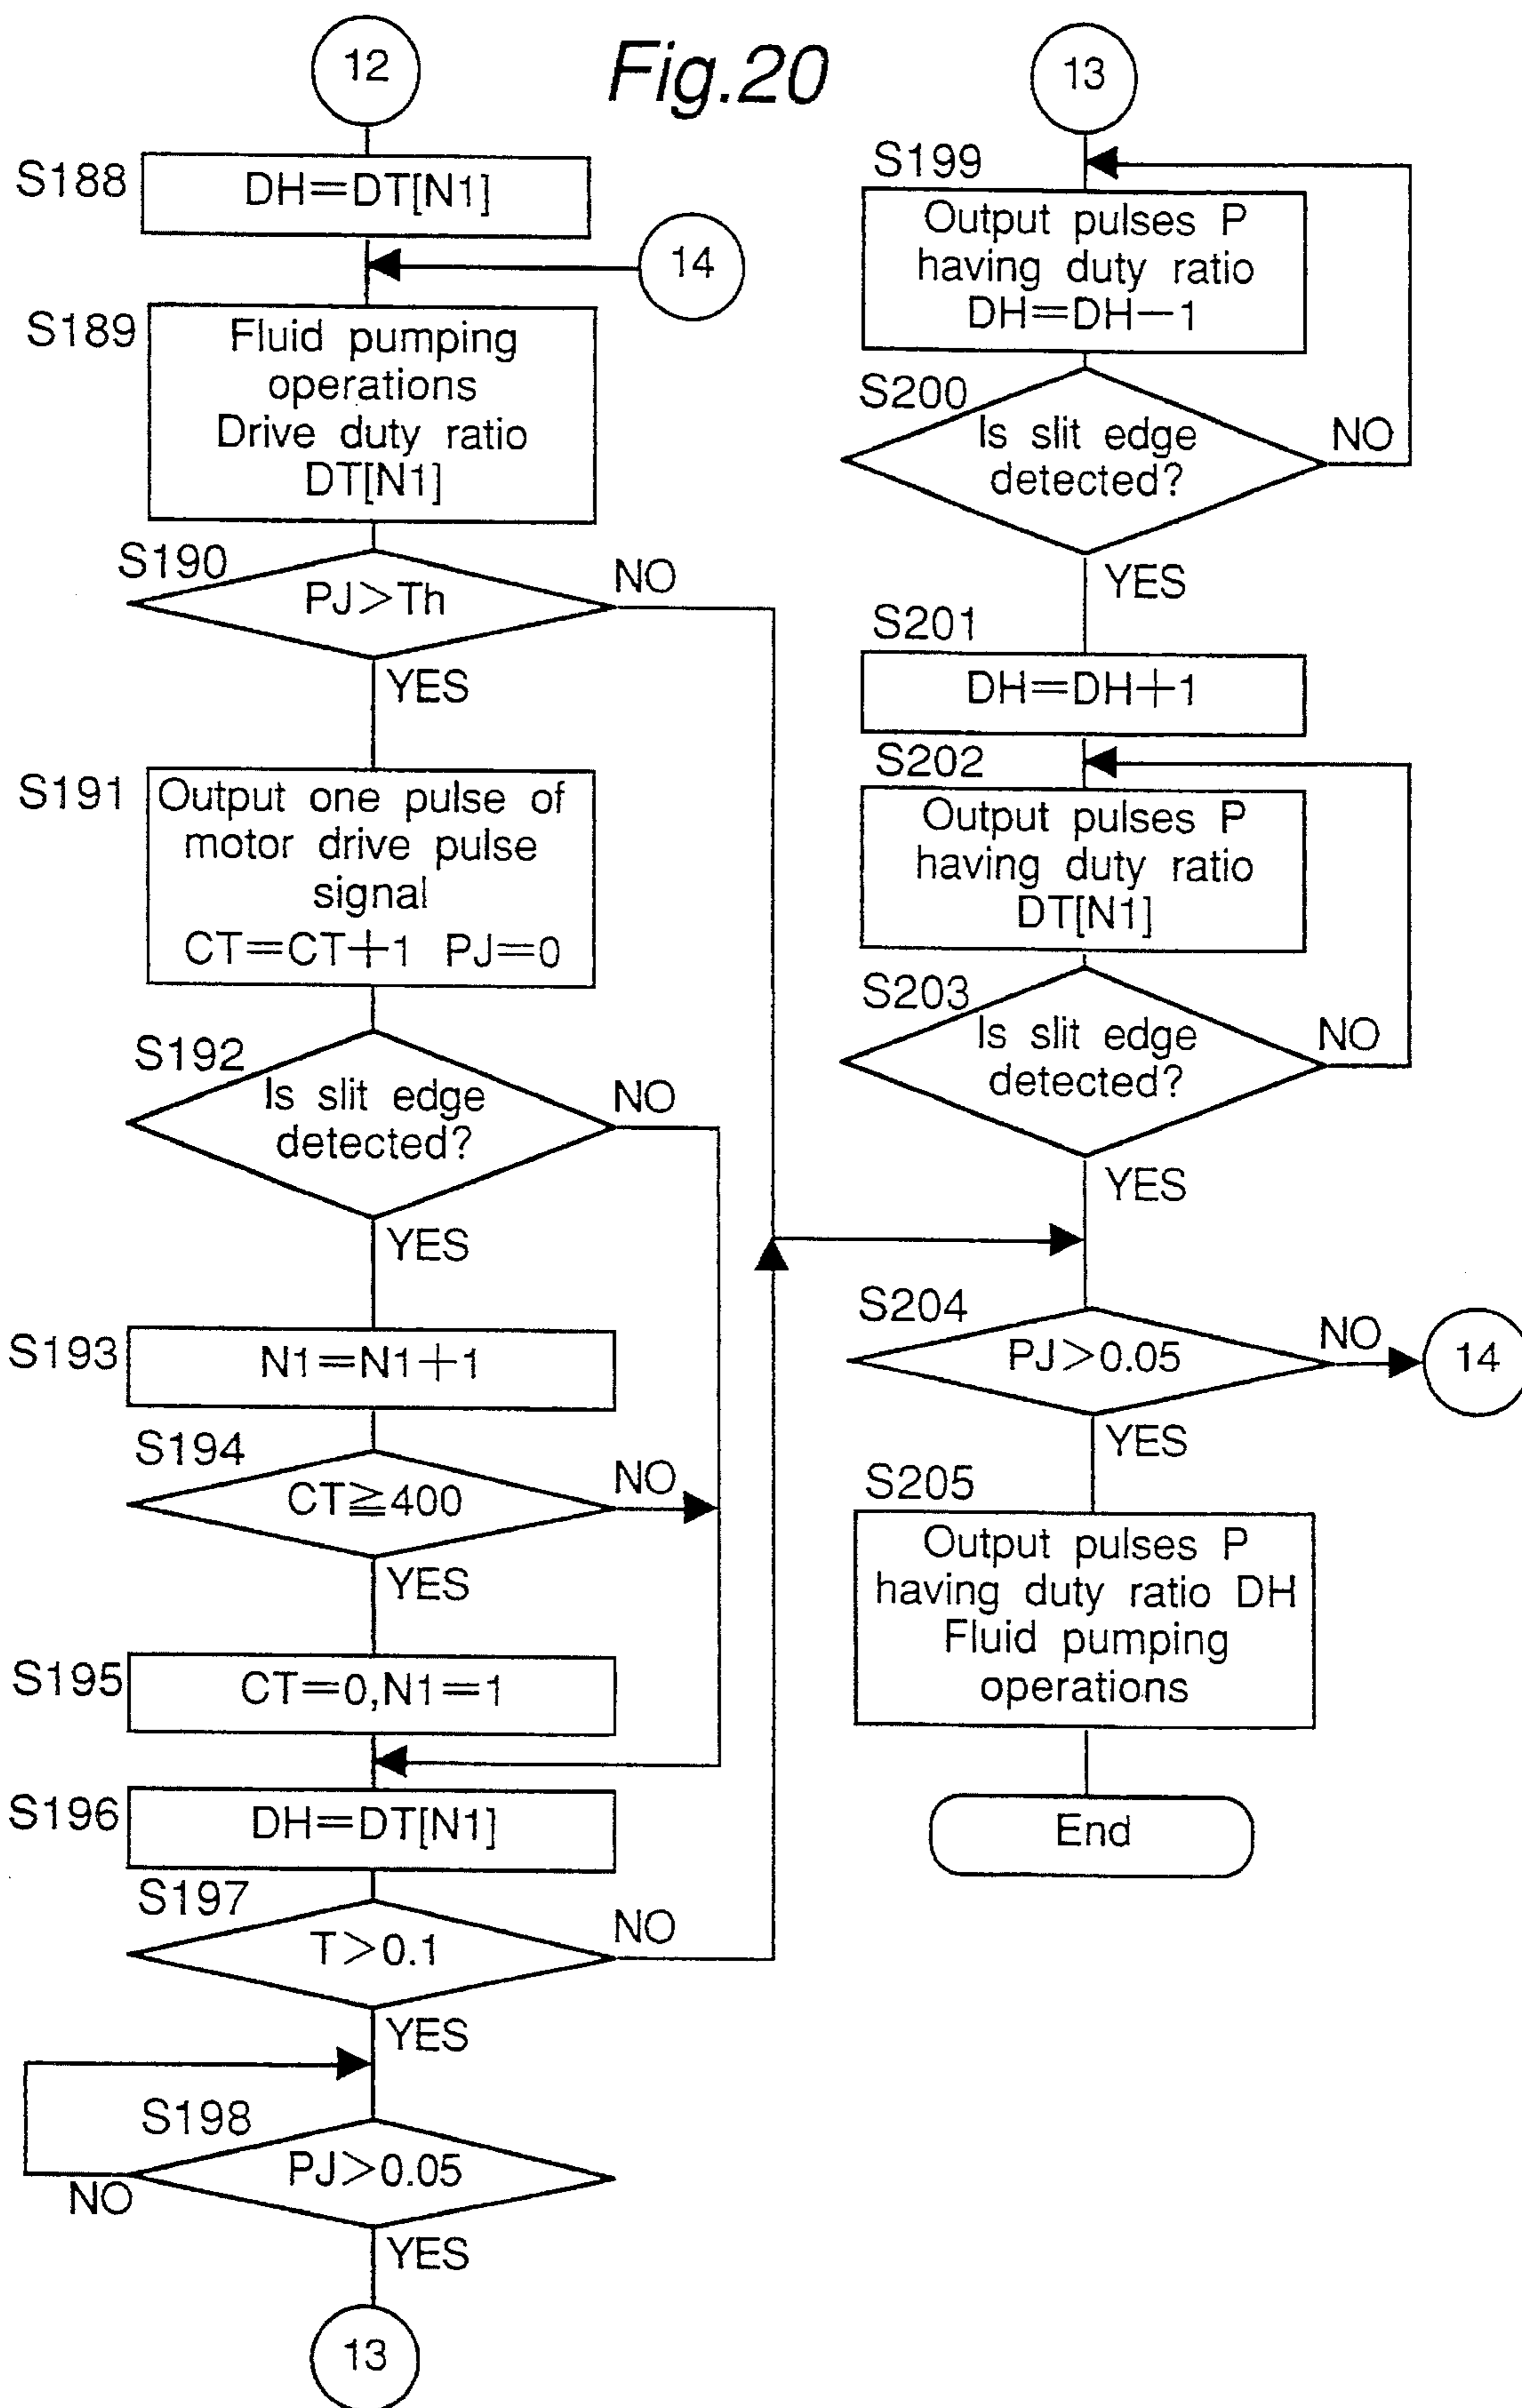 Fig.20
12
S188
DH=DT[N1]
14
S189
Fluid pumping
operations
Drive duty ratio
DT[N1]
S190
PJ>Th
NO
YES
S191
Output one pulse of
motor drive pulse
signal
CT=CT+1 PJ=0
S192
Is slit edge
detected?
NO
YES
S193
N1=N1+1
S194
CT≧400
NO
YES
S195
CT=0,N1=1
S196
DH=DT[N1]
S197
T>0.1
NO
YES
S198
PJ>0.05
NO
YES
13
13
S199
Output pulses P
having duty ratio
DH=DH−1
S200
Is slit edge
detected?
NO
YES
S201
DH=DH+1
S202
Output pulses P
having duty ratio
DT[N1]
S203
Is slit edge
detected?
NO
YES
S204
PJ>0.05
NO
14
YES
S205
Output pulses P
having duty ratio DH
Fluid pumping
operations
End